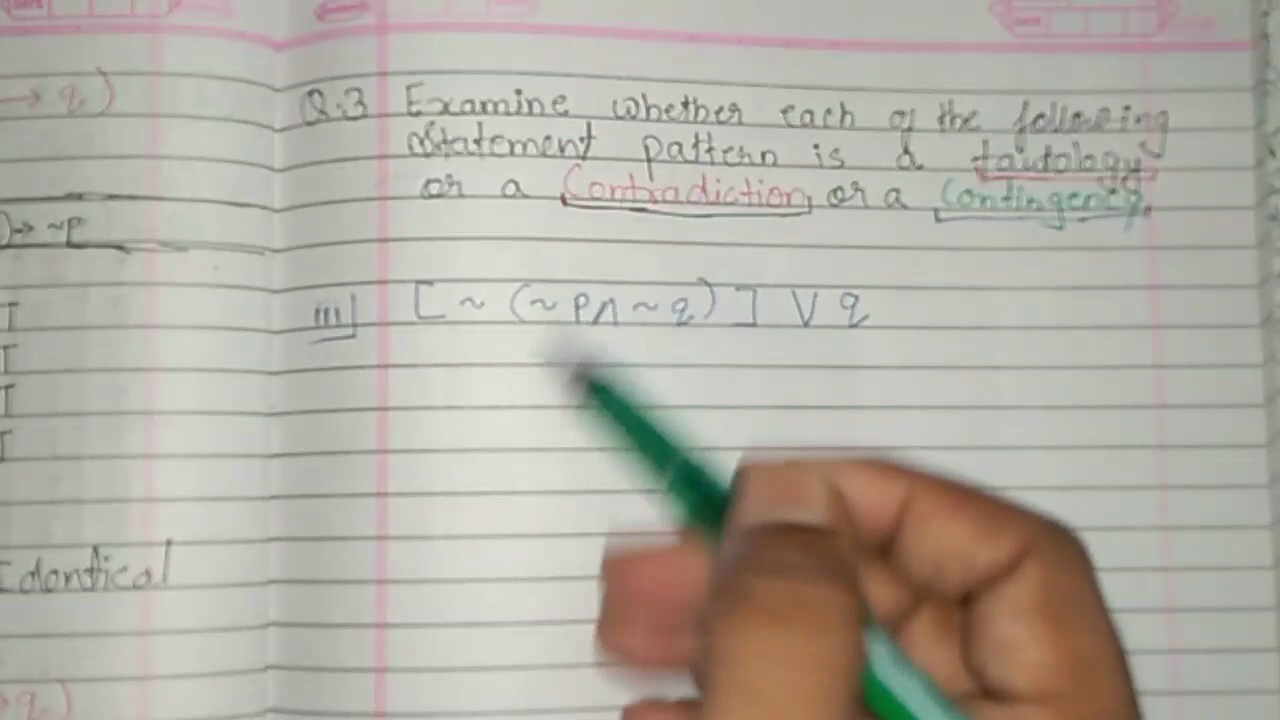 → q)
)→ ~p
T
T
T
T
Identical
→q)
Q.3 Examine whether each of the following
statement pattern is a tautology
or a Contradiction or a Contingency.
iii] [~(~p∧~q)] ∨ q